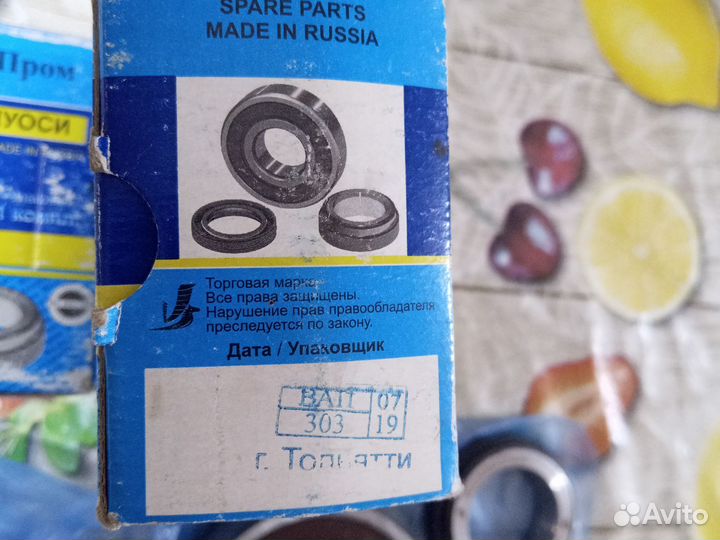 SPARE PARTS
MADE IN RUSSIA
Пром
УОСИ
Торговая марка.
Все права защищены.
Нарушение прав правообладателя
преследуется по закону.
Дата / Упаковщик
ВАП 07
303 19
г. Тольятти
Avito